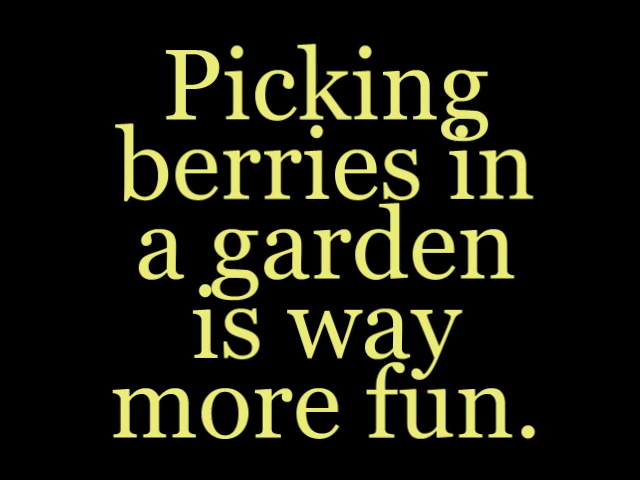 Picking
berries in
a garden
is way
more fun.